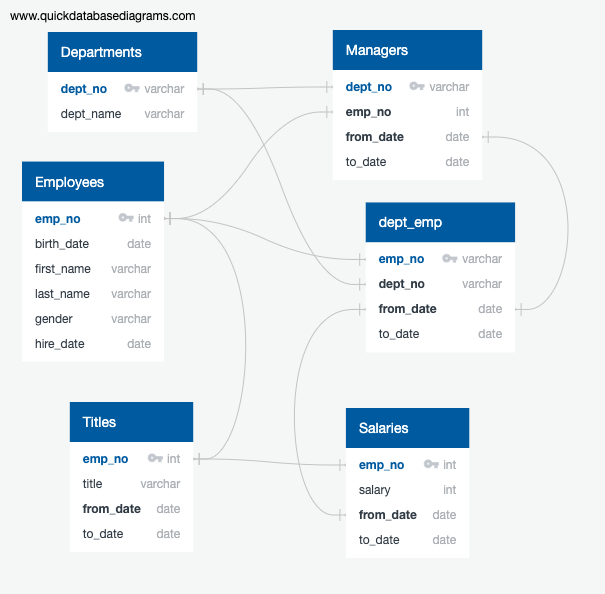 www.quickdatabasediagrams.com
Departments
dept_no varchar
dept_name varchar
Managers
dept_no varchar
emp_no int
from_date date
to_date date
Employees
emp_no int
birth_date date
first_name varchar
last_name varchar
gender varchar
hire_date date
dept_emp
emp_no varchar
dept_no varchar
from_date date
to_date date
Titles
emp_no int
title varchar
from_date date
to_date date
Salaries
emp_no int
salary int
from_date date
to_date date